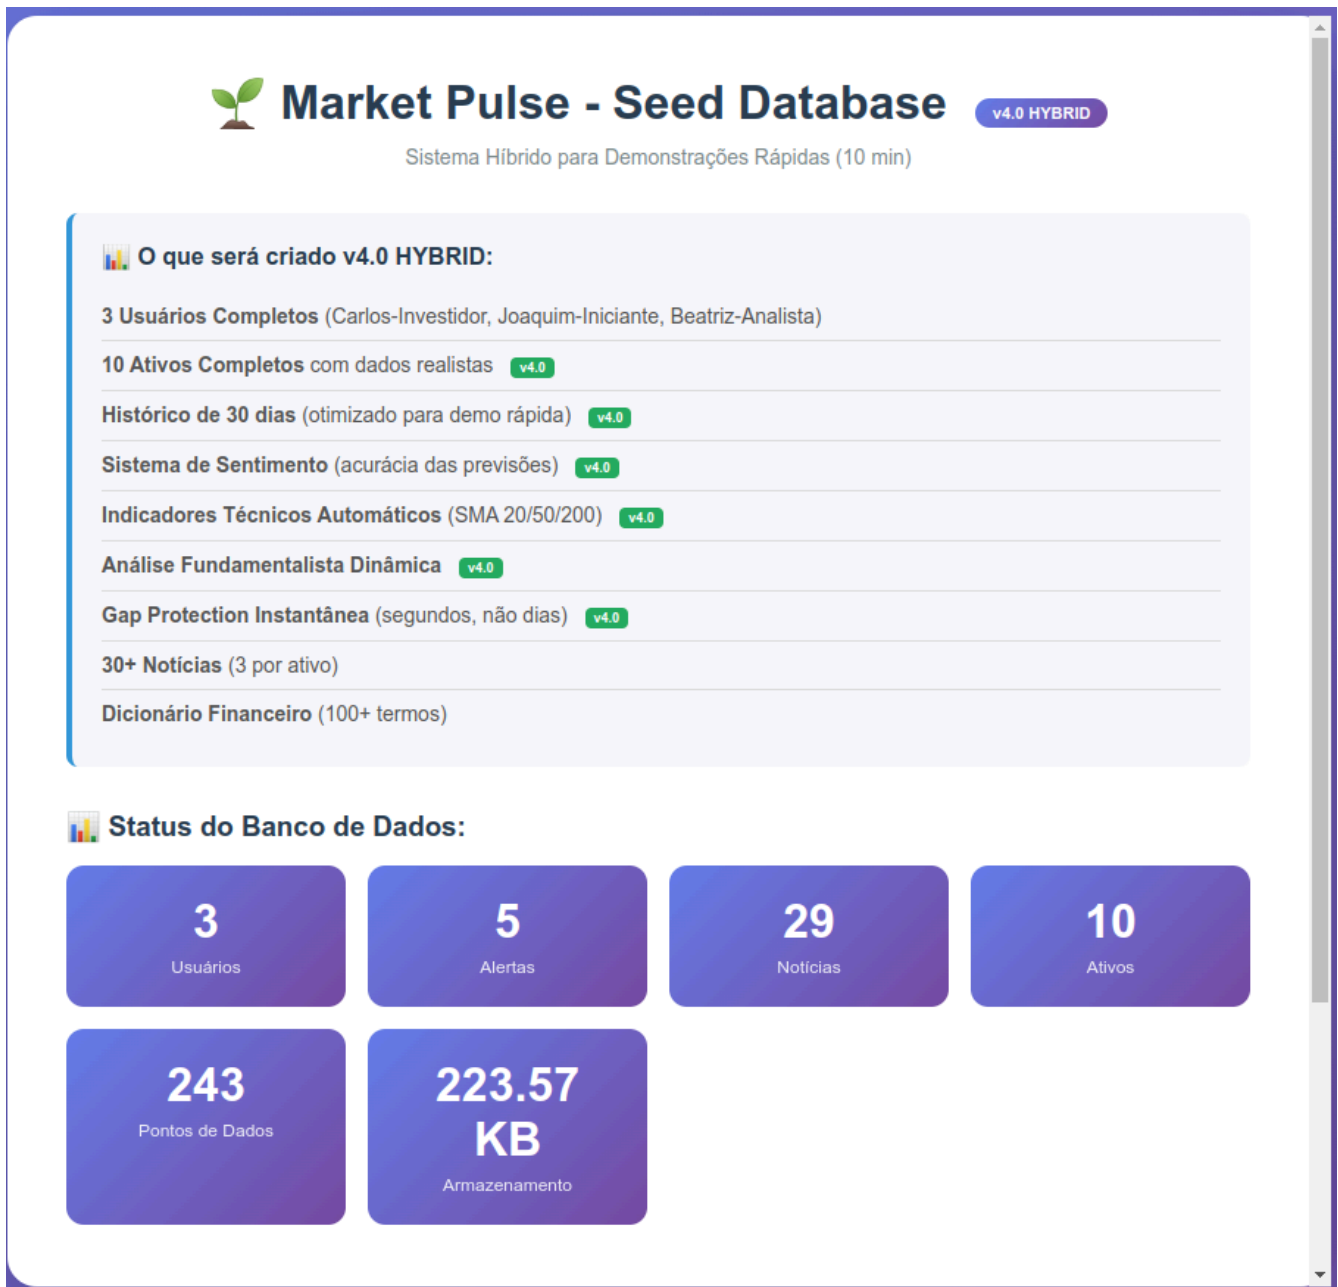 Market Pulse - Seed Database v4.0 HYBRID
Sistema Híbrido para Demonstrações Rápidas (10 min)
O que será criado v4.0 HYBRID:
3 Usuários Completos (Carlos-Investidor, Joaquim-Iniciante, Beatriz-Analista)
10 Ativos Completos com dados realistas v4.0
Histórico de 30 dias (otimizado para demo rápida) v4.0
Sistema de Sentimento (acurácia das previsões) v4.0
Indicadores Técnicos Automáticos (SMA 20/50/200) v4.0
Análise Fundamentalista Dinâmica v4.0
Gap Protection Instantânea (segundos, não dias) v4.0
30+ Notícias (3 por ativo)
Dicionário Financeiro (100+ termos)
Status do Banco de Dados:
3
Usuários
5
Alertas
29
Notícias
10
Ativos
243
Pontos de Dados
223.57
KB
Armazenamento